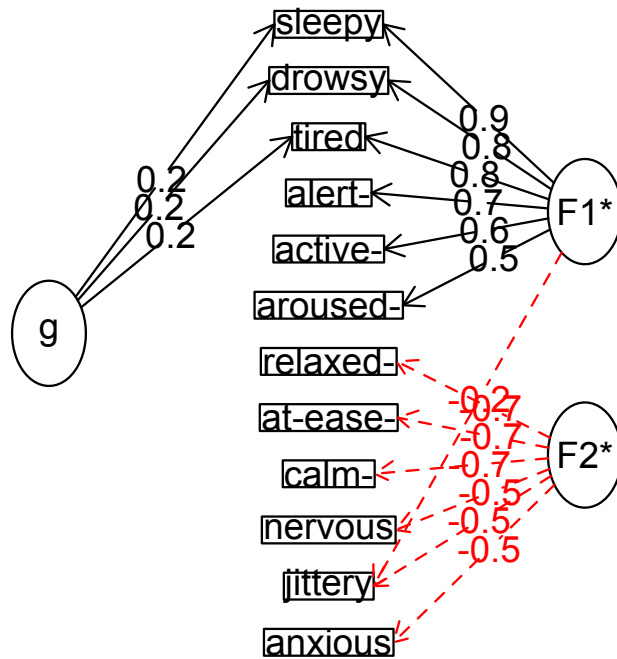 sleepy
drowsy
tired
alert-
active-
aroused-
relaxed-
at-ease-
calm-
nervous
jittery
anxious
g
F1*
F2*
0.2
0.2
0.2
0.9
0.8
0.8
0.7
0.6
0.5
-0.2
-0.7
-0.7
-0.7
-0.5
-0.5
-0.5